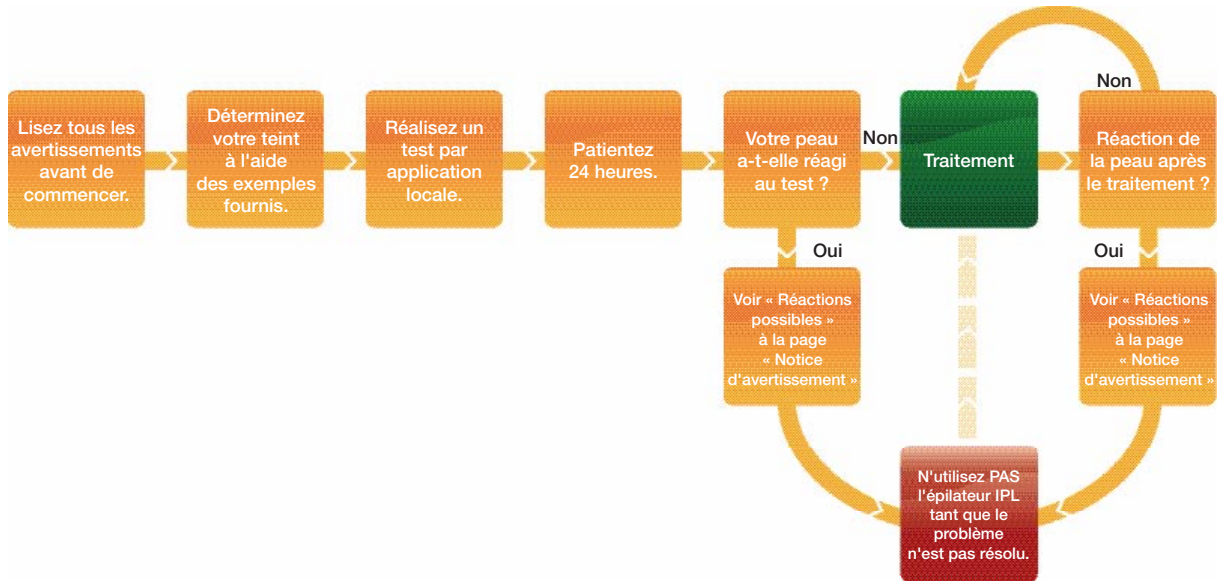 Lisez tous les
avertissements
avant de
commencer.
Déterminez
votre teint
à l'aide
des exemples
fournis.
Réalisez un
test par
application
locale.
Patientez
24 heures.
Votre peau
a-t-elle réagi
au test ?
Non
Traitement
Non
Réaction de
la peau après
le traitement ?
Oui
Voir « Réactions
possibles »
à la page
« Notice
d'avertissement »
Oui
Voir « Réactions
possibles »
à la page
« Notice
d'avertissement »
N'utilisez PAS
l'épilateur IPL
tant que le
problème
n'est pas résolu.